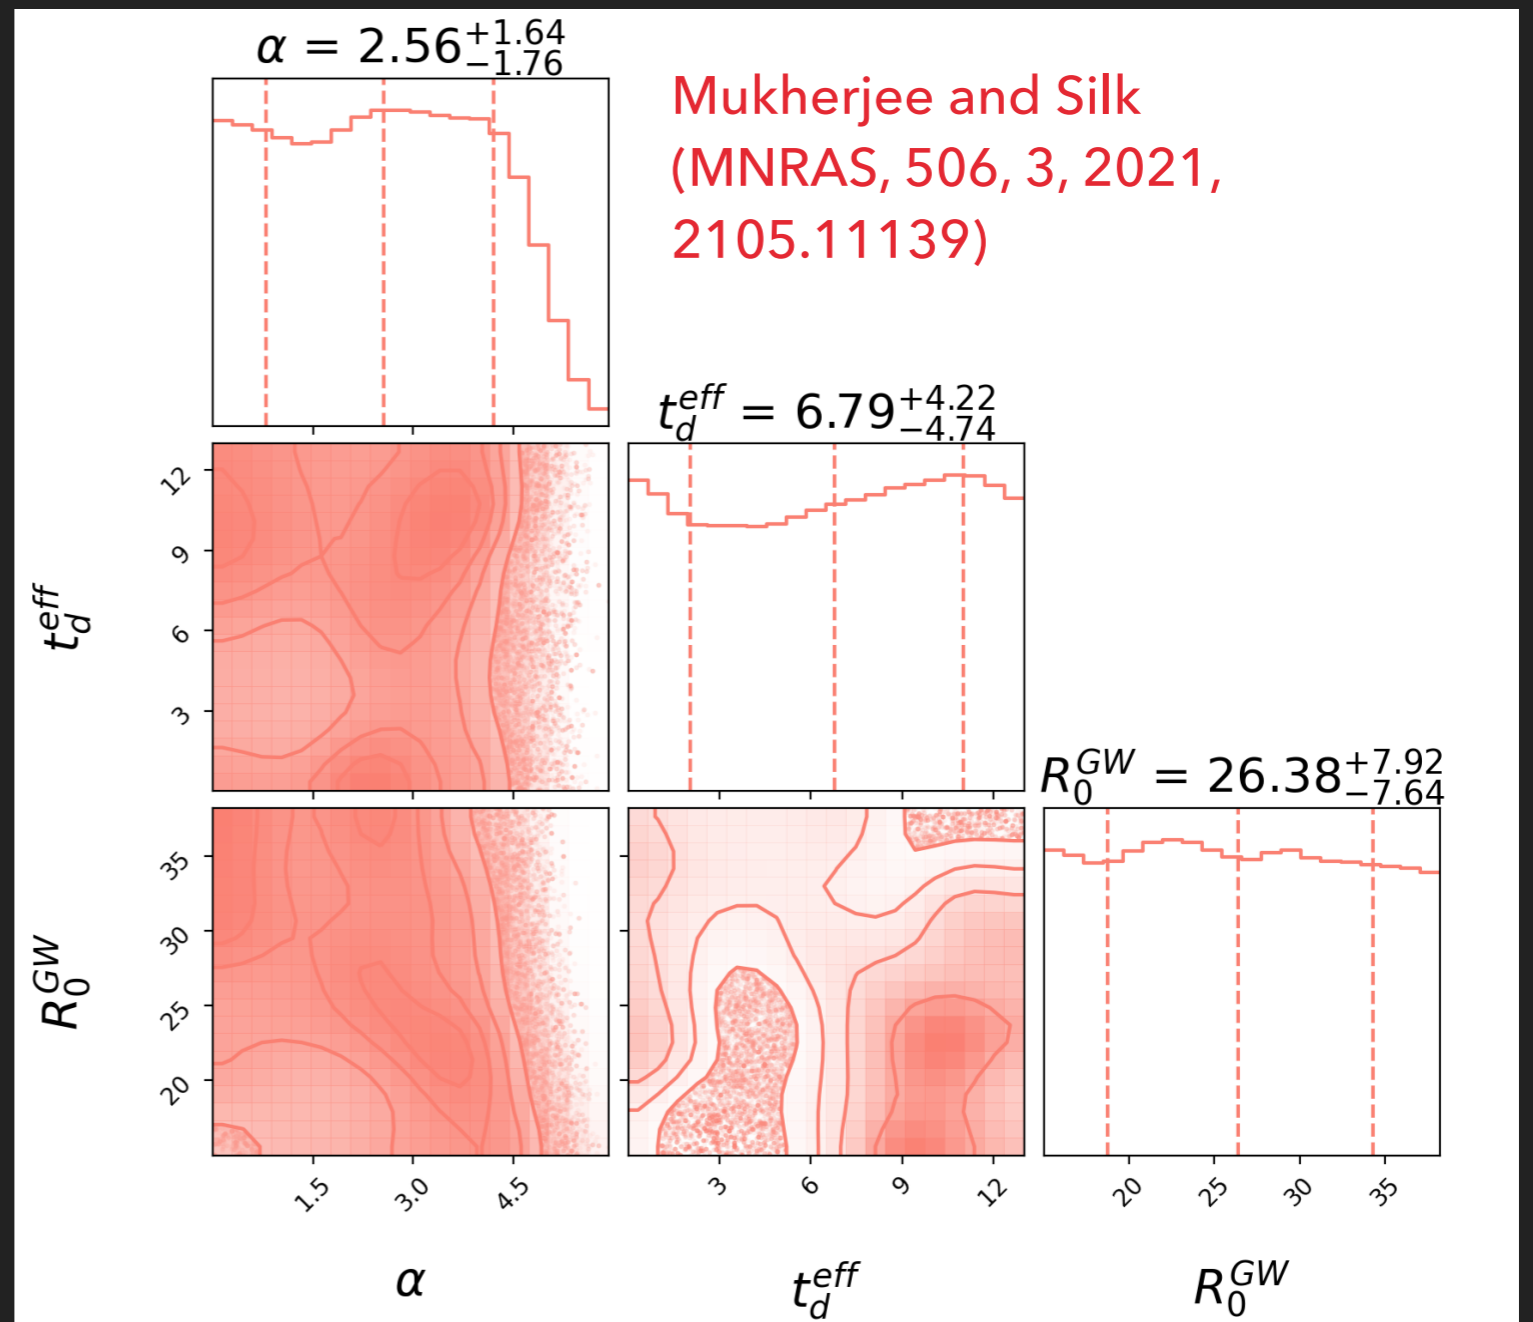 α = 2.56+1.64 −1.76
Mukherjee and Silk
(MNRAS, 506, 3, 2021,
2105.11139)
t_d^eff = 6.79+4.22 −4.74
12
9
6
3
t_d^eff
R_0^GW = 26.38+7.92 −7.64
35
30
25
20
R_0^GW
1.5 3.0 4.5
3 6 9 12
20 25 30 35
α
t_d^eff
R_0^GW